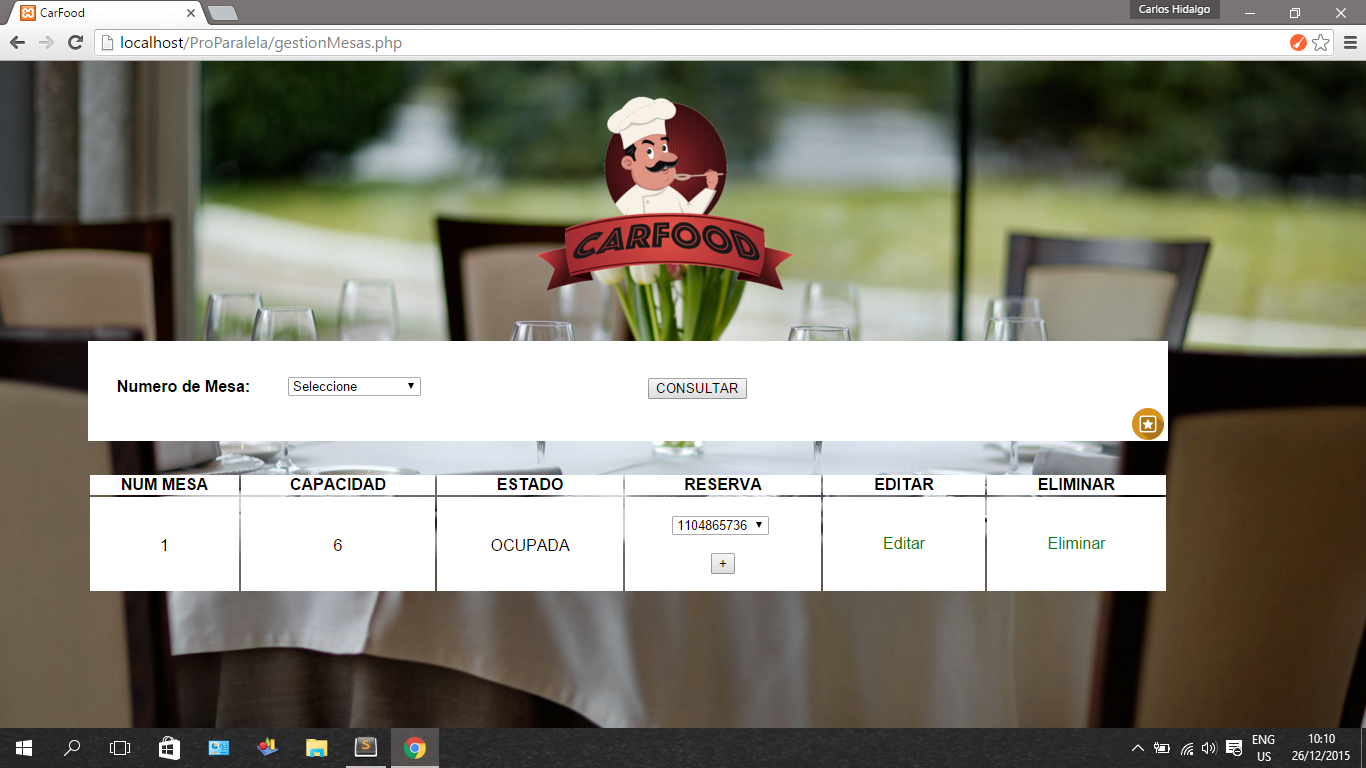 CarFood
Carlos Hidalgo
localhost/ProParalela/gestionMesas.php
CARFOOD
Numero de Mesa: Seleccione CONSULTAR
NUM MESA CAPACIDAD ESTADO RESERVA EDITAR ELIMINAR
1 6 OCUPADA 1104865736 Editar Eliminar
+
ENG 10:10
US 26/12/2015